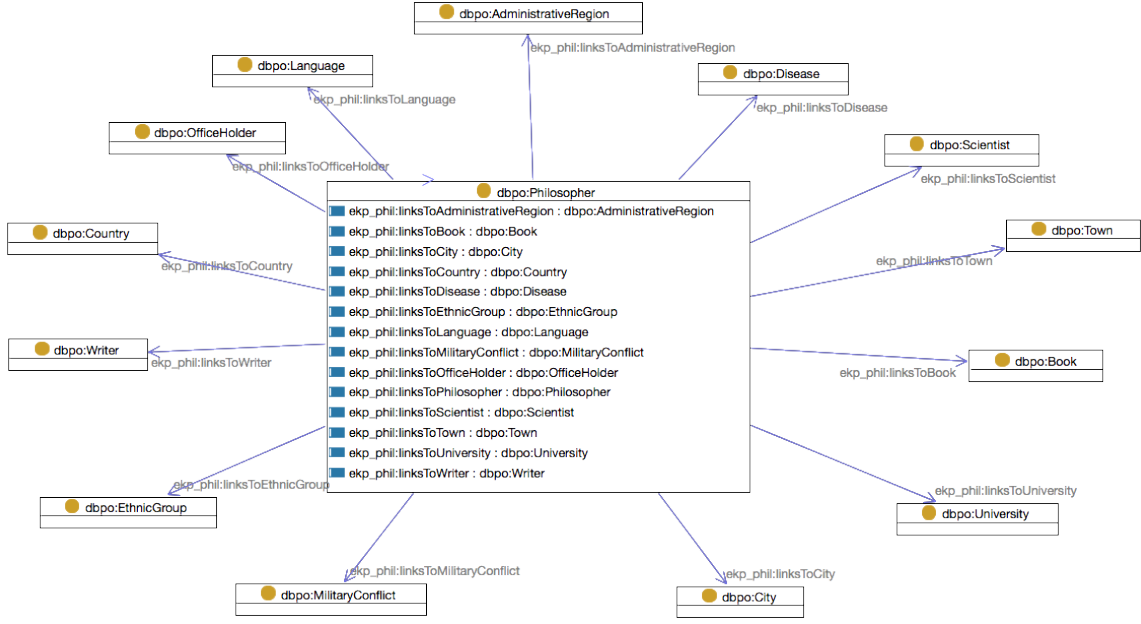 dbpo:AdministrativeRegion
ekp_phil:linksToAdministrativeRegion
dbpo:Language
ekp_phil:linksToLanguage
dbpo:Disease
ekp_phil:linksToDisease
dbpo:OfficeHolder
ekp_phil:linksToOfficeHolder
dbpo:Scientist
ekp_phil:linksToScientist
dbpo:Philosopher
ekp_phil:linksToAdministrativeRegion : dbpo:AdministrativeRegion
ekp_phil:linksToBook : dbpo:Book
ekp_phil:linksToCity : dbpo:City
ekp_phil:linksToCountry : dbpo:Country
ekp_phil:linksToDisease : dbpo:Disease
ekp_phil:linksToEthnicGroup : dbpo:EthnicGroup
ekp_phil:linksToLanguage : dbpo:Language
ekp_phil:linksToMilitaryConflict : dbpo:MilitaryConflict
ekp_phil:linksToOfficeHolder : dbpo:OfficeHolder
ekp_phil:linksToPhilosopher : dbpo:Philosopher
ekp_phil:linksToScientist : dbpo:Scientist
ekp_phil:linksToTown : dbpo:Town
ekp_phil:linksToUniversity : dbpo:University
ekp_phil:linksToWriter : dbpo:Writer
dbpo:Country
ekp_phil:linksToCountry
dbpo:Town
ekp_phil:linksToTown
dbpo:Writer
ekp_phil:linksToWriter
dbpo:Book
ekp_phil:linksToBook
ekp_phil:linksToEthnicGroup
dbpo:EthnicGroup
ekp_phil:linksToUniversity
dbpo:University
ekp_phil:linksToMilitaryConflict
dbpo:MilitaryConflict
ekp_phil:linksToCity
dbpo:City